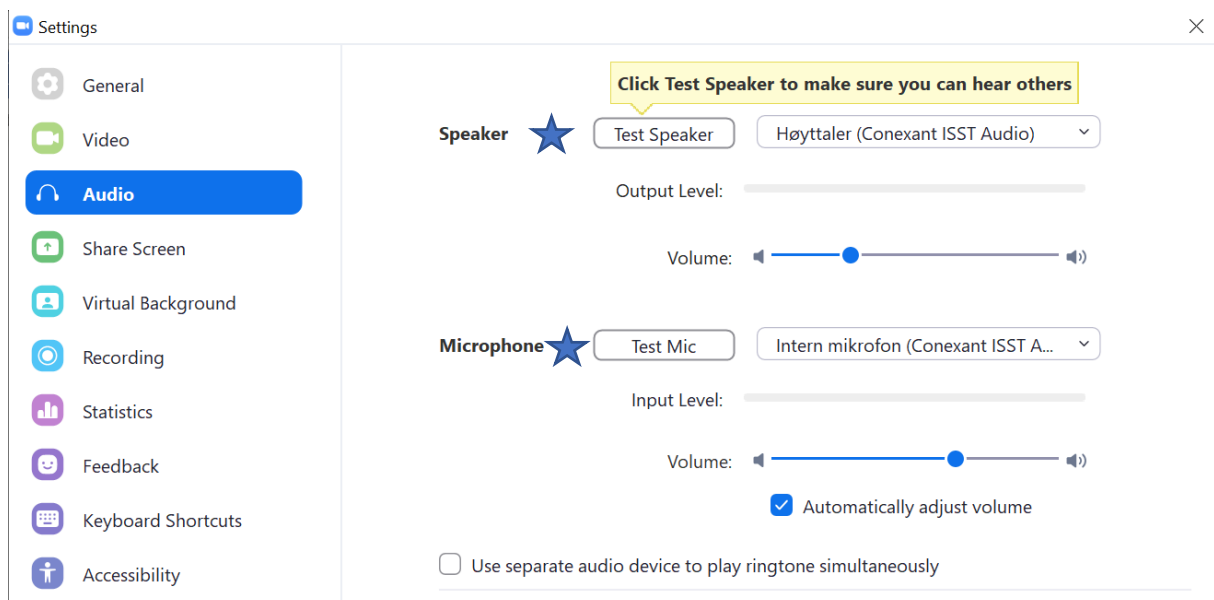 Settings
General
Video
Audio
Share Screen
Virtual Background
Recording
Statistics
Feedback
Keyboard Shortcuts
Accessibility
Click Test Speaker to make sure you can hear others
Speaker Test Speaker Høyttaler (Conexant ISST Audio)
Output Level:
Volume:
Microphone Test Mic Intern mikrofon (Conexant ISST A...
Input Level:
Volume:
Automatically adjust volume
Use separate audio device to play ringtone simultaneously